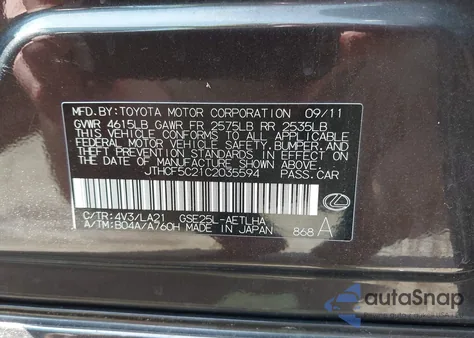 MFD.BY:TOYOTA MOTOR CORPORATION 09/11
GVWR 4615LB GAWR FR 2575LB RR 2535LB
THIS VEHICLE CONFORMS TO ALL APPLICABLE
FEDERAL MOTOR VEHICLE SAFETY, BUMPER, AND
THEFT PREVENTION STANDARDS IN EFFECT ON
THE DATE OF MANUFACTURE SHOWN ABOVE.
JTHCF5C21C2035594 PASS.CAR
C/TR:4V3/LA21 GSE25L-AETLHA
A/TM:B04A/A760H MADE IN JAPAN 868 A
autoSnap